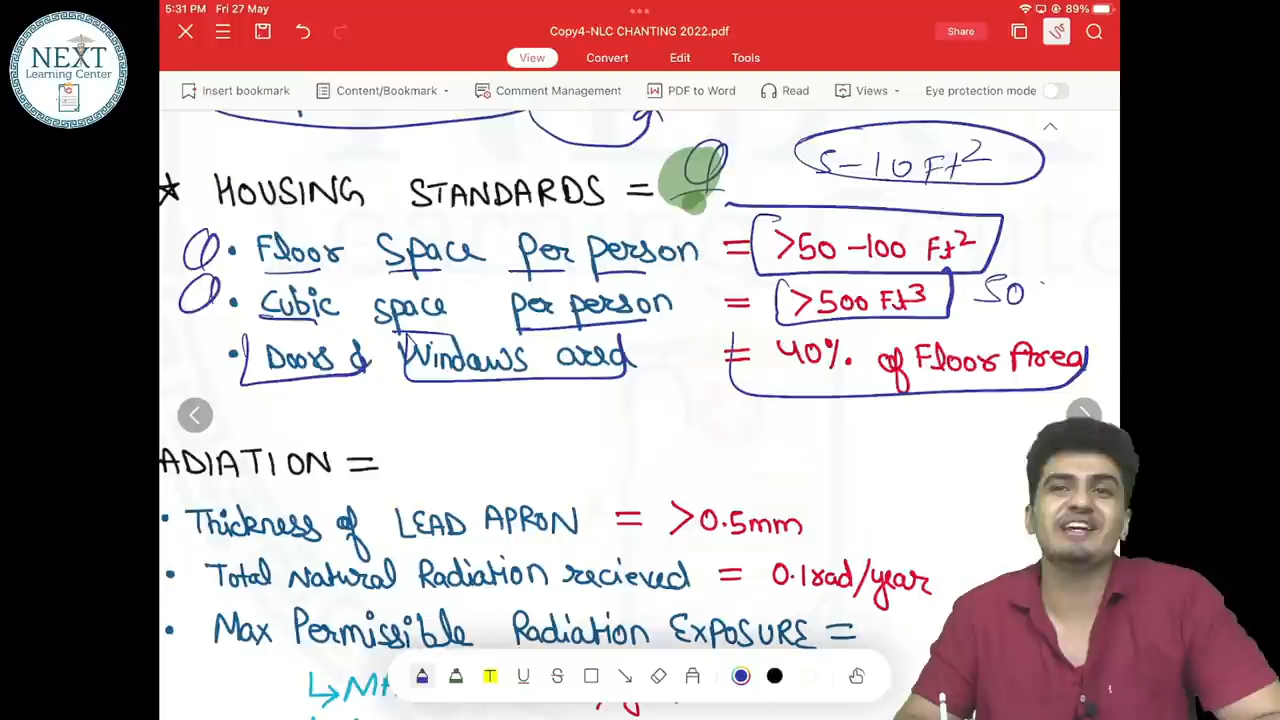 5:31 PM Fri 27 May
89%
NEXT
Learning Center
Copy4-NLC CHANTING 2022.pdf
Share
View Convert Edit Tools
Insert bookmark Content/Bookmark Comment Management PDF to Word Read Views Eye protection mode
5-10 Ft2
★ HOUSING STANDARDS =
• Floor Space per person = >50-100 Ft2
• Cubic space per person = >500 Ft3 50
• Doors & Windows area = 40% of Floor Area
ADIATION =
• Thickness of LEAD APRON = >0.5mm
• Total Natural Radiation recieved = 0.1rad/year
• Max Permissible Radiation EXPOSURE =